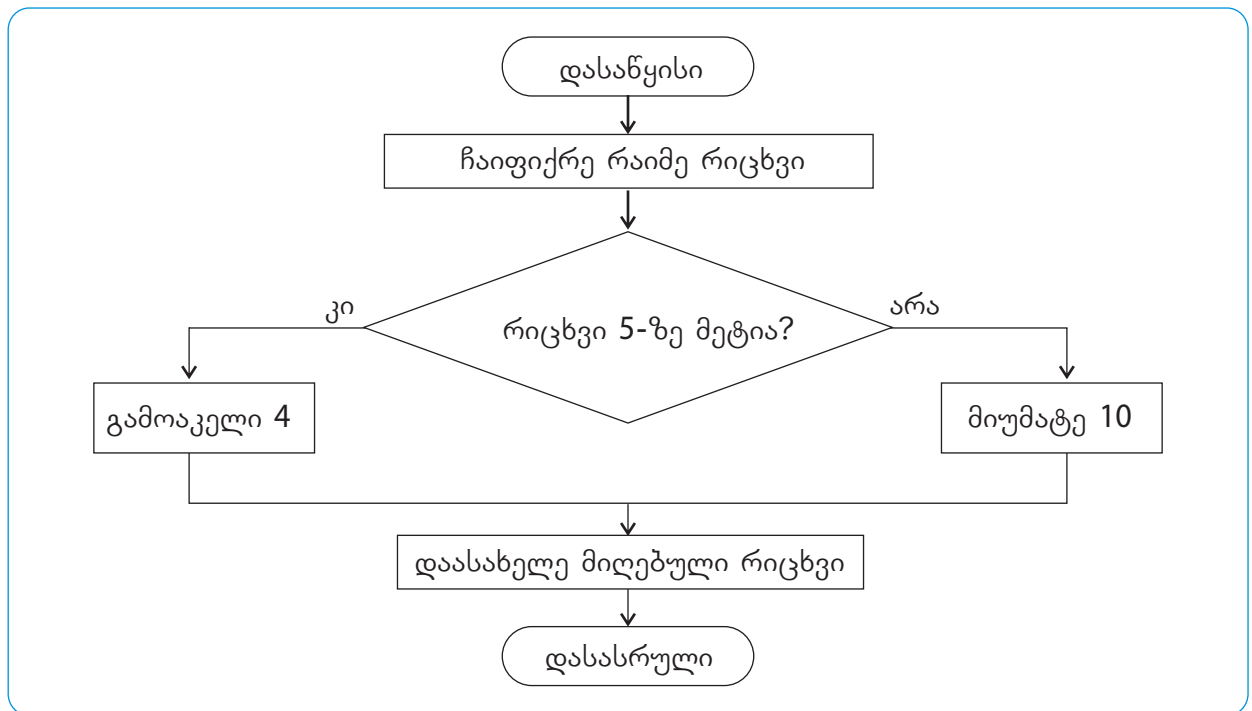 დასაწყისი
ჩაიფიქრე რაიმე რიცხვი
კი
არა
რიცხვი 5-ზე მეტია?
გამოაკელი 4
მიუმატე 10
დაასახელე მიღებული რიცხვი
დასასრული